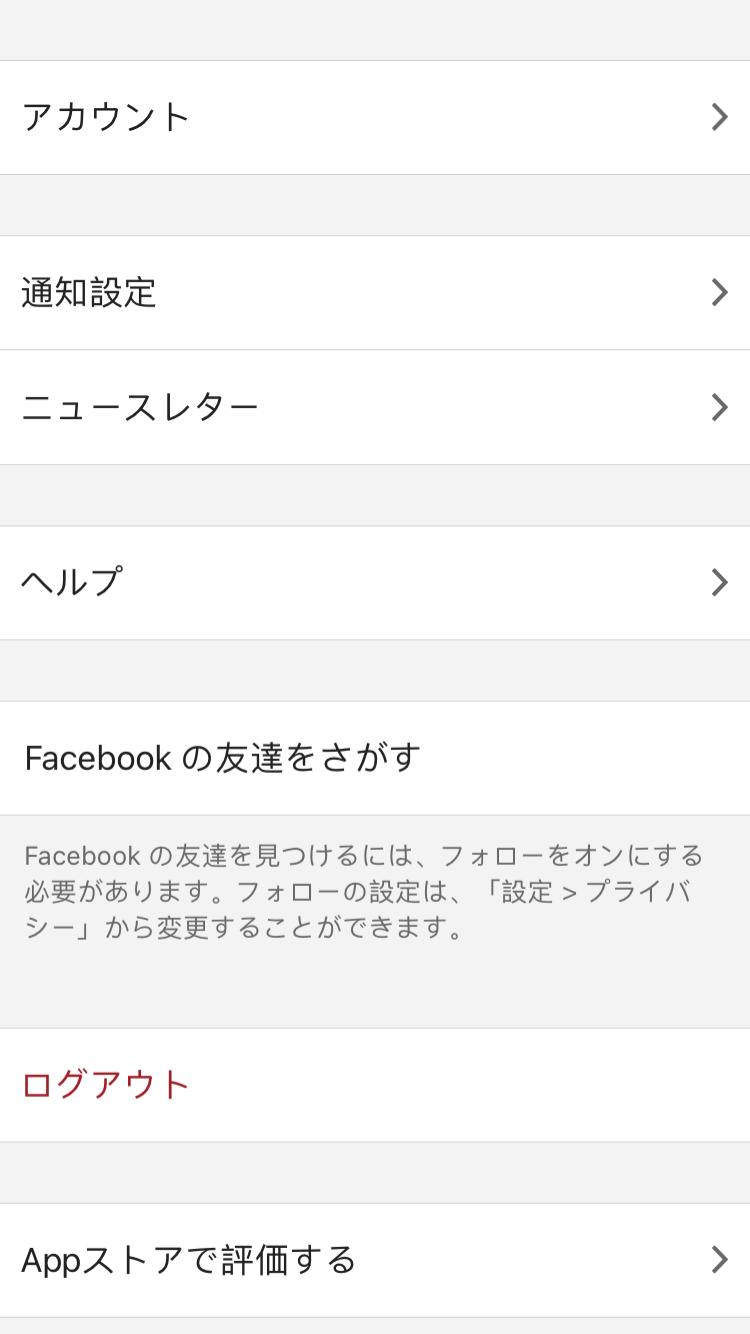 アカウント
通知設定
ニュースレター
ヘルプ
Facebook の友達をさがす
Facebook の友達を見つけるには、フォローをオンにする
必要があります。フォローの設定は、「設定 > プライバ
シー」から変更することができます。
ログアウト
Appストアで評価する